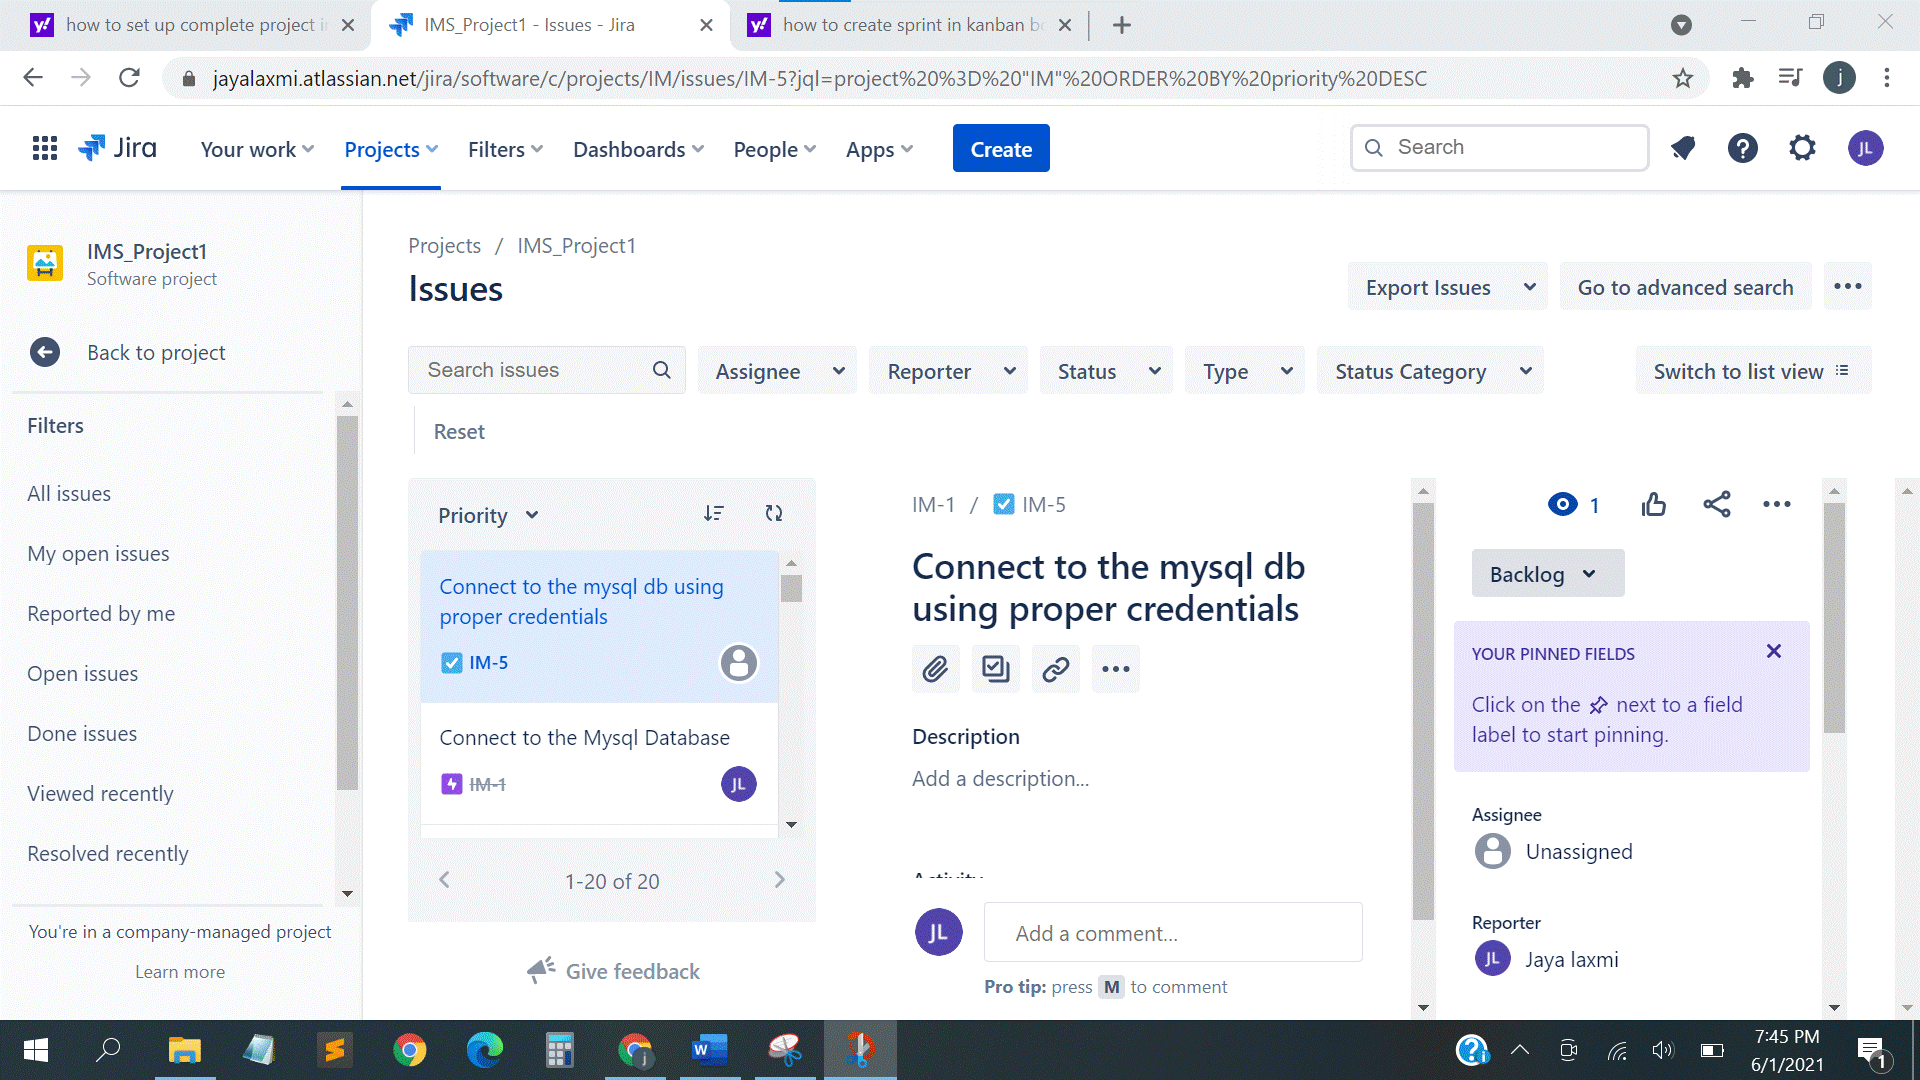 how to set up complete project i
IMS_Project1 - Issues - Jira
how to create sprint in kanban bo
jayalaxmi.atlassian.net/jira/software/c/projects/IM/issues/IM-5?jql=project%20%3D%20"IM"%20ORDER%20BY%20priority%20DESC
j
Jira
Your work
Projects
Filters
Dashboards
People
Apps
Create
Search
JL
IMS_Project1
Software project
Back to project
Filters
All issues
My open issues
Reported by me
Open issues
Done issues
Viewed recently
Resolved recently
You're in a company-managed project
Learn more
Projects / IMS_Project1
Issues
Export Issues
Go to advanced search
Search issues
Assignee
Reporter
Status
Type
Status Category
Switch to list view
Reset
Priority
Connect to the mysql db using
proper credentials
IM-5
Connect to the Mysql Database
IM-1
JL
1-20 of 20
Give feedback
IM-1 / IM-5
Connect to the mysql db
using proper credentials
Description
Add a description...
Activity
JL
Add a comment...
Pro tip: press M to comment
1
Backlog
YOUR PINNED FIELDS
Click on the next to a field
label to start pinning.
Assignee
Unassigned
Reporter
JL
Jaya laxmi
j
W
7:45 PM
6/1/2021
1